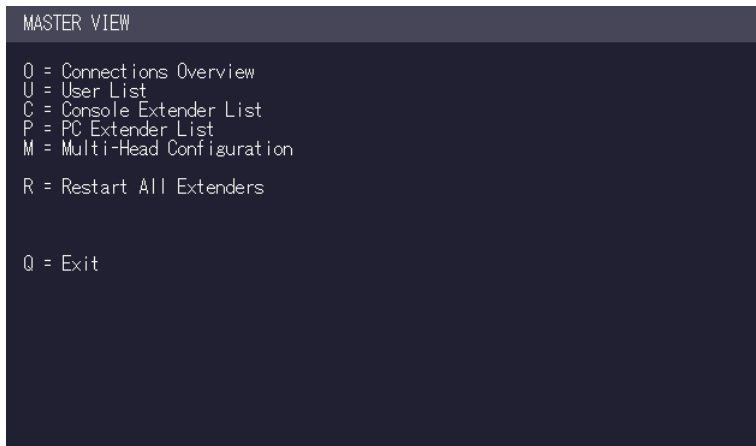 MASTER VIEW
O = Connections Overview
U = User List
C = Console Extender List
P = PC Extender List
M = Multi-Head Configuration
R = Restart All Extenders
Q = Exit